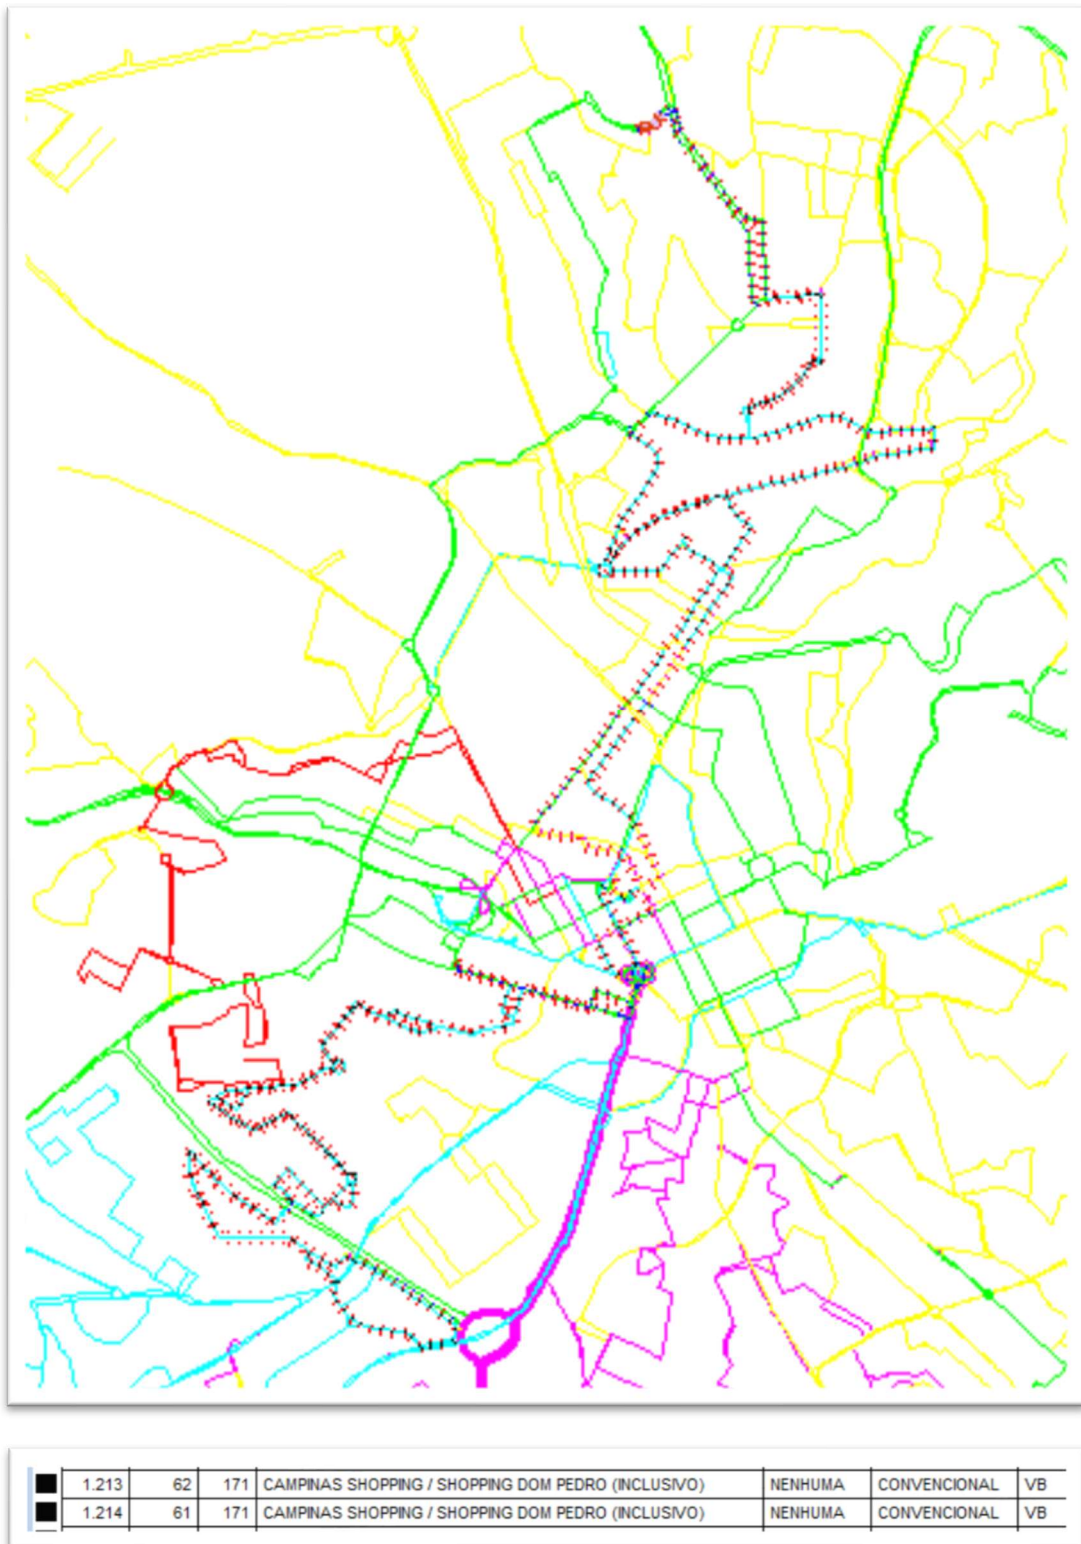 1.213 62 171 CAMPINAS SHOPPING / SHOPPING DOM PEDRO (INCLUSIVO) NENHUMA CONVENCIONAL VB
1.214 61 171 CAMPINAS SHOPPING / SHOPPING DOM PEDRO (INCLUSIVO) NENHUMA CONVENCIONAL VB